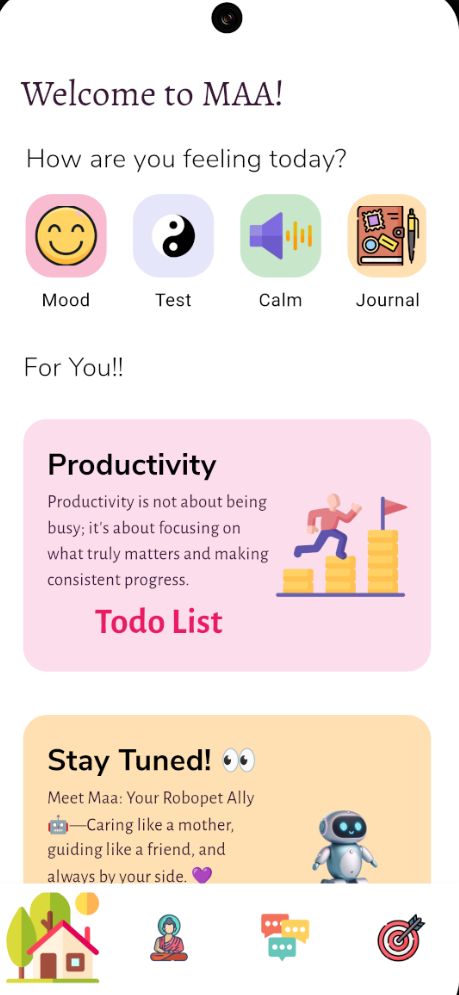 Welcome to MAA!
How are you feeling today?
Mood Test Calm Journal
For You!!
Productivity
Productivity is not about being
busy; it's about focusing on
what truly matters and making
consistent progress.
Todo List
Stay Tuned! 👀
Meet Maa: Your Robopet Ally
🤖—Caring like a mother,
guiding like a friend, and
always by your side. 💜